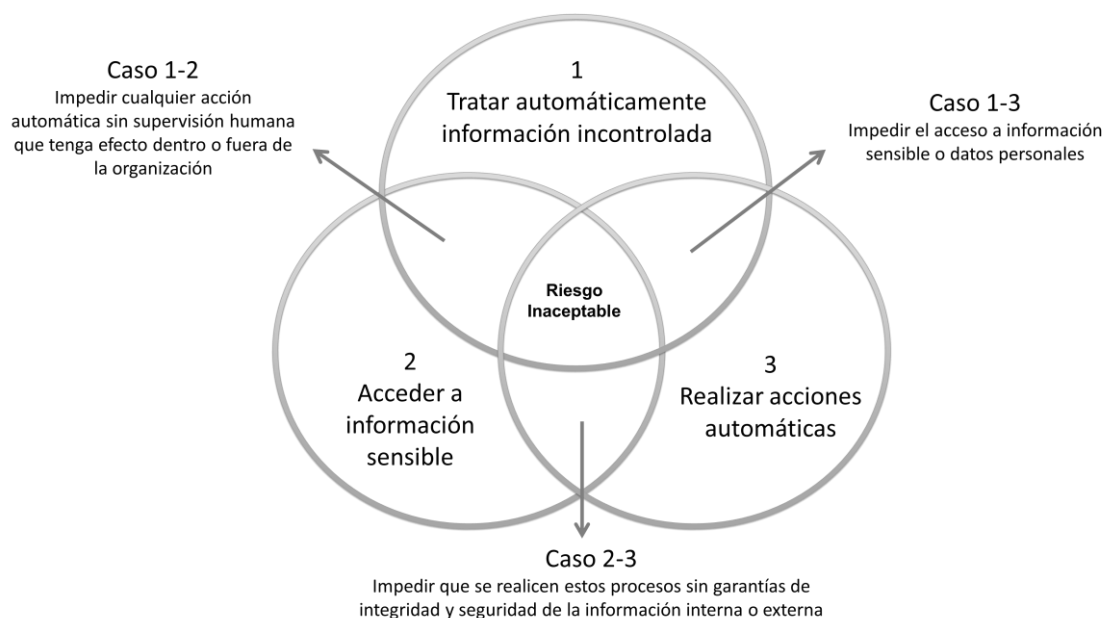 Caso 1-2
Impedir cualquier acción
automática sin supervisión humana
que tenga efecto dentro o fuera de
la organización
1
Tratar automáticamente
información incontrolada
Caso 1-3
Impedir el acceso a información
sensible o datos personales
Riesgo
Inaceptable
2
Acceder a
información
sensible
3
Realizar acciones
automáticas
Caso 2-3
Impedir que se realicen estos procesos sin garantías de
integridad y seguridad de la información interna o externa